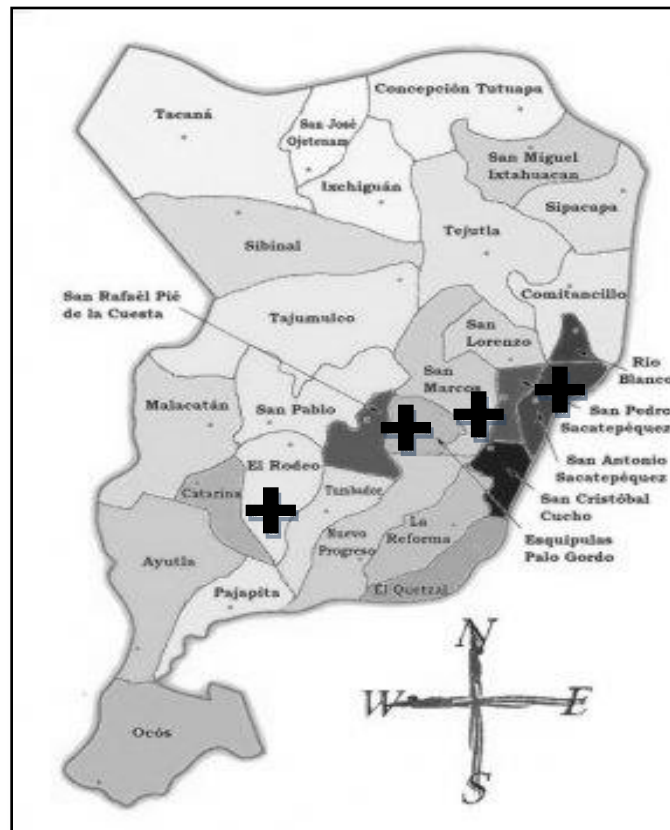 Concepción Tutuapa
Tacaná
San José
Ojetenam
San Miguel
Ixtahuacan
Ixchiguán
Sipacapa
Tejutla
Sibinal
San Rafaël Pié
de la Cuesta
Comitancillo
Tajumulco
San
Lorenzo
Río
Blanco
San
Marcos
Malacatán
San Pablo
San Pedro
Sacatepéquez
El Rodeo
San Antonio
Sacatepéquez
Catarina
Tumbador
San Cristóbal
Cucho
La
Reforma
Nuevo
Progreso
Esquipulas
Palo Gordo
Ayutla
Pajapita
El Quetzal
N
W
E
S
Ocós